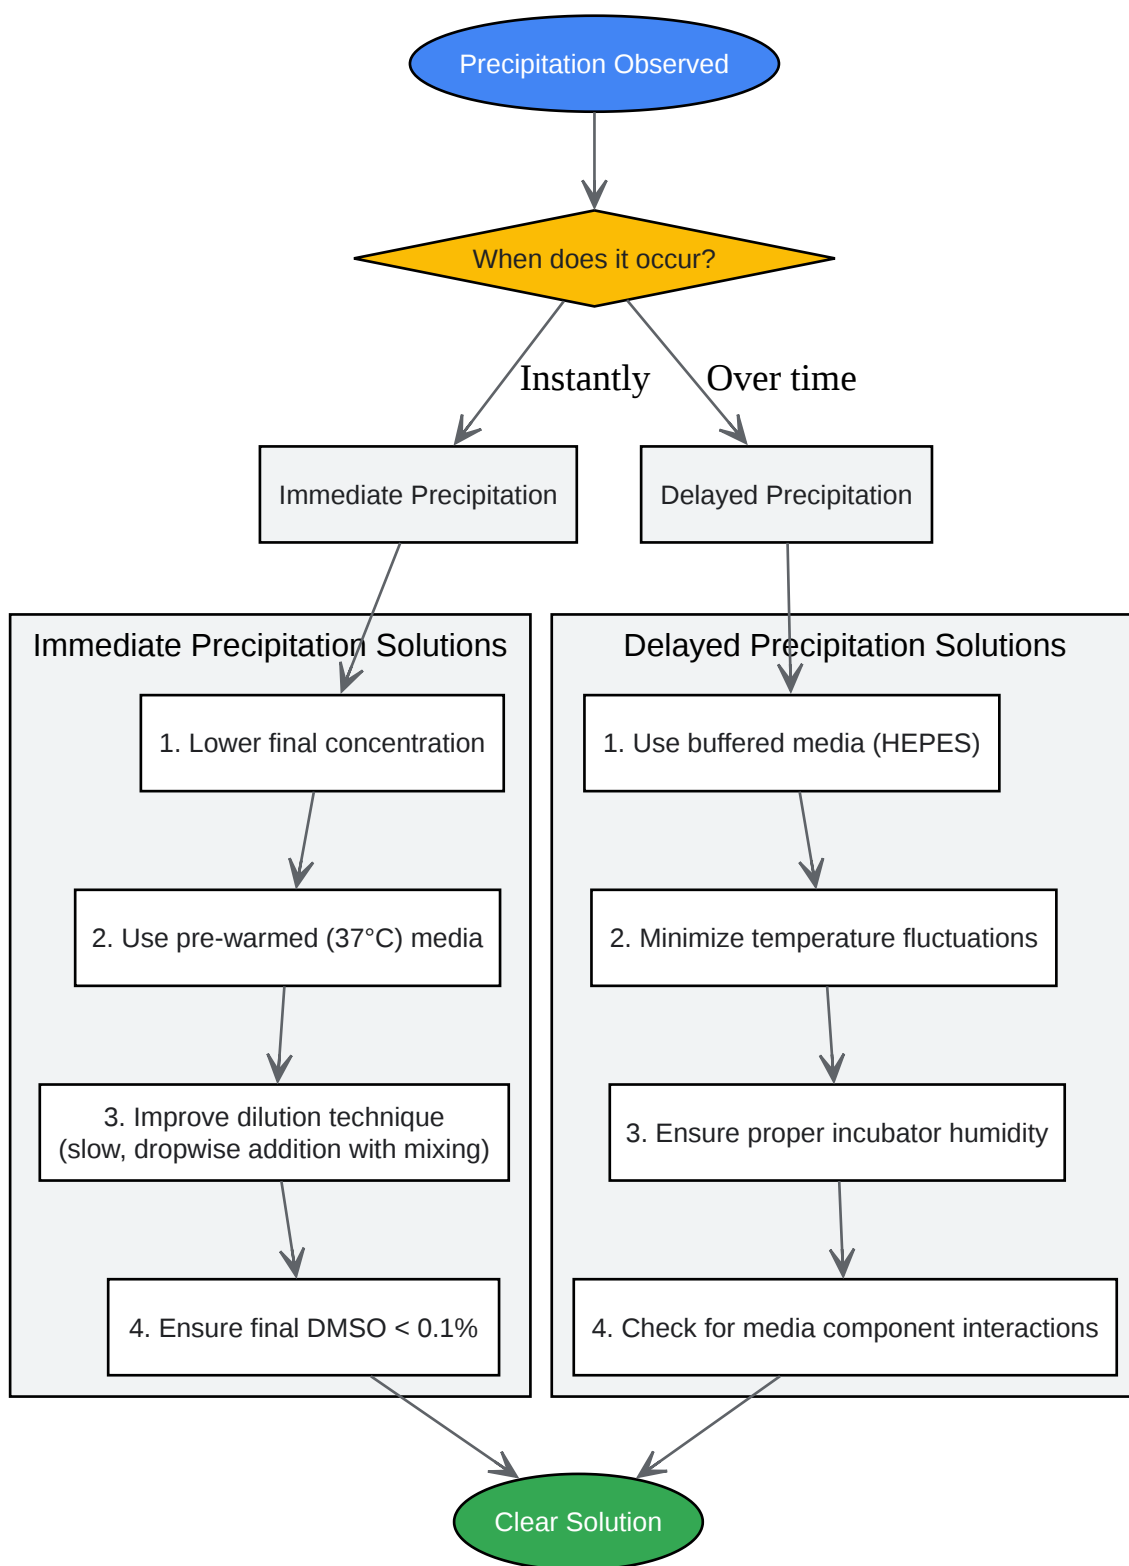 Precipitation Observed
When does it occur?
Instantly
Over time
Immediate Precipitation
Delayed Precipitation
Immediate Precipitation Solutions
1. Lower final concentration
2. Use pre-warmed (37°C) media
3. Improve dilution technique
(slow, dropwise addition with mixing)
4. Ensure final DMSO < 0.1%
Delayed Precipitation Solutions
1. Use buffered media (HEPES)
2. Minimize temperature fluctuations
3. Ensure proper incubator humidity
4. Check for media component interactions
Clear Solution